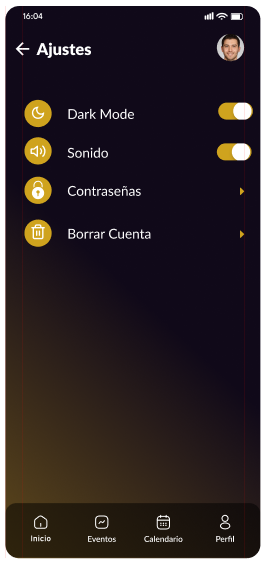 16:04
Ajustes
Dark Mode
Sonido
Contraseñas
Borrar Cuenta
Inicio Eventos Calendario Perfil